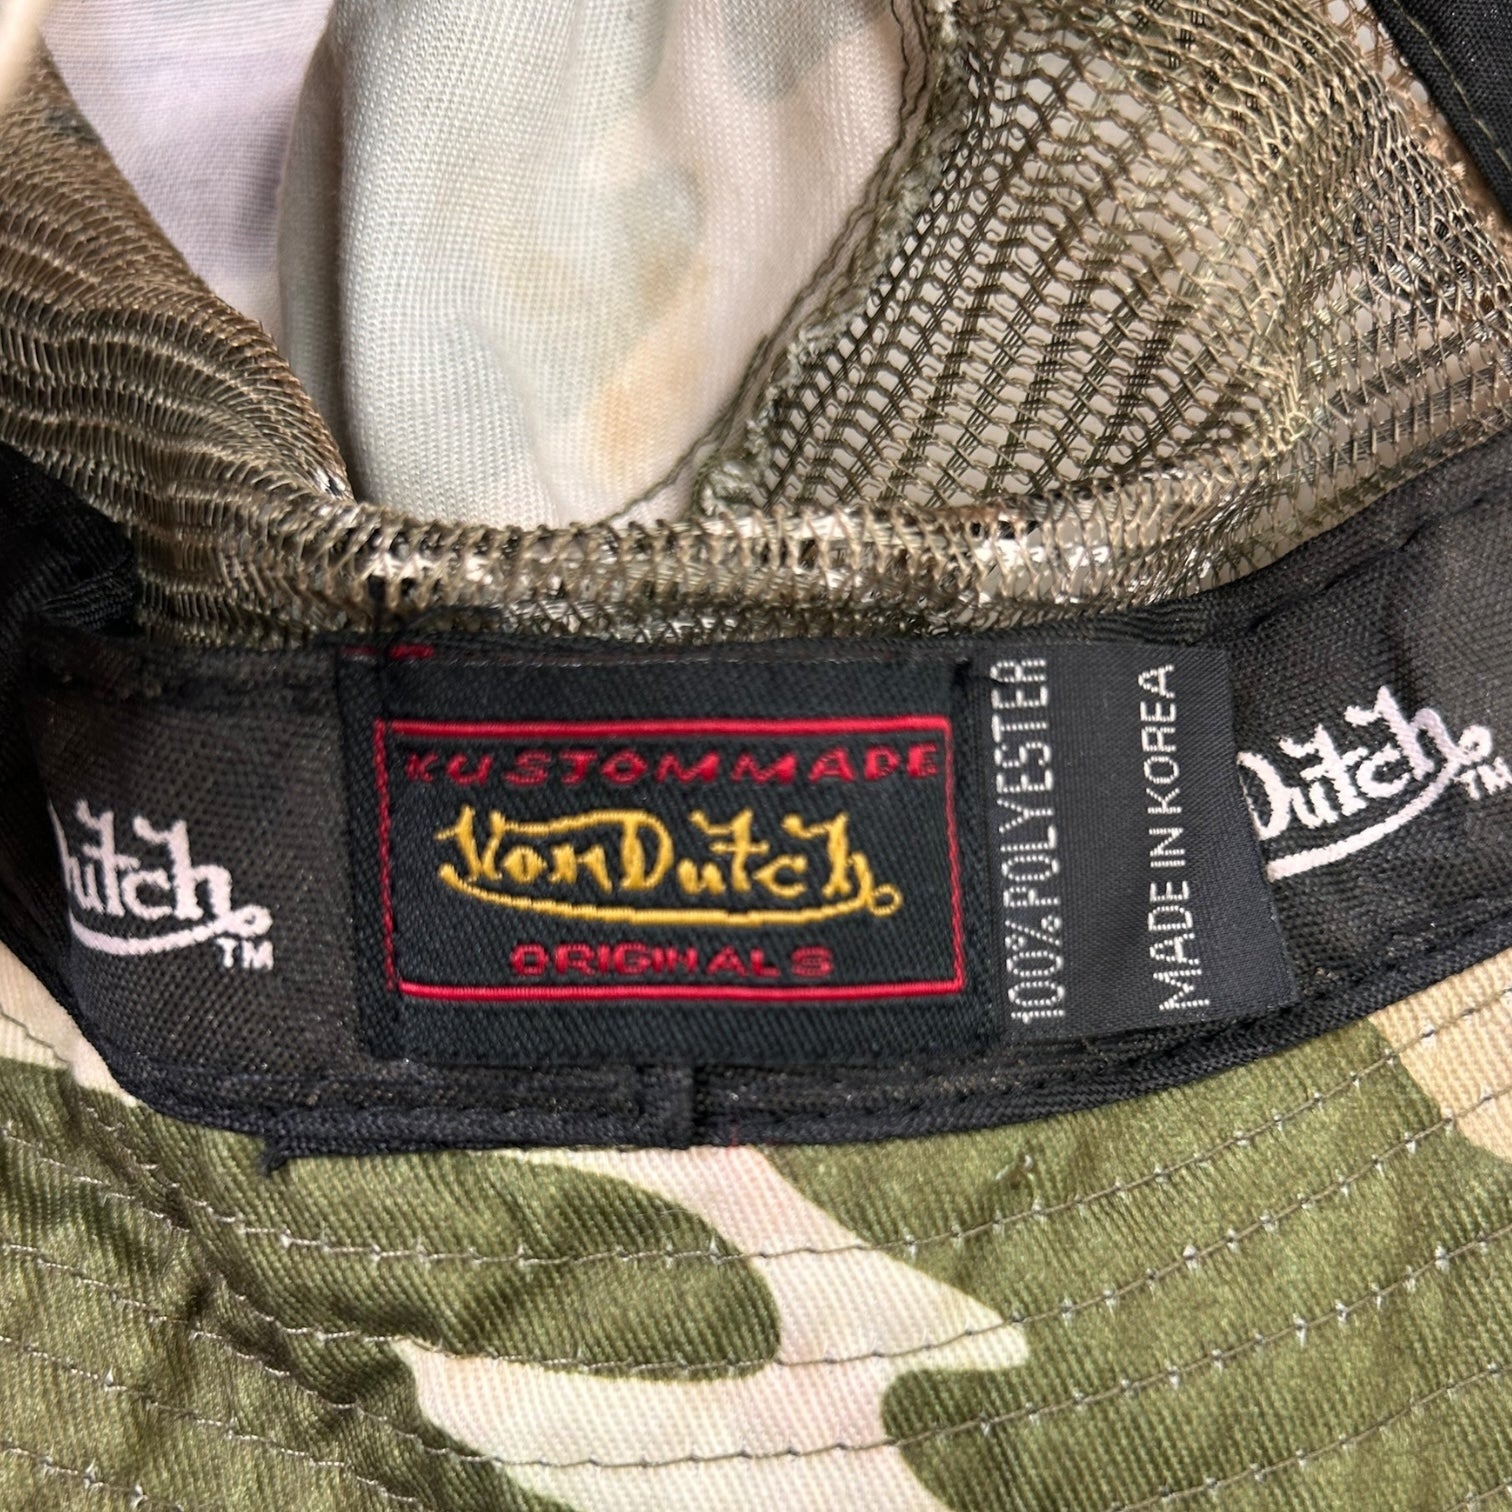 Dutch
TM
KUSTOMMADE
Von Dutch
ORIGINALS
100% POLYESTER
MADE IN KOREA
Dutch
TM